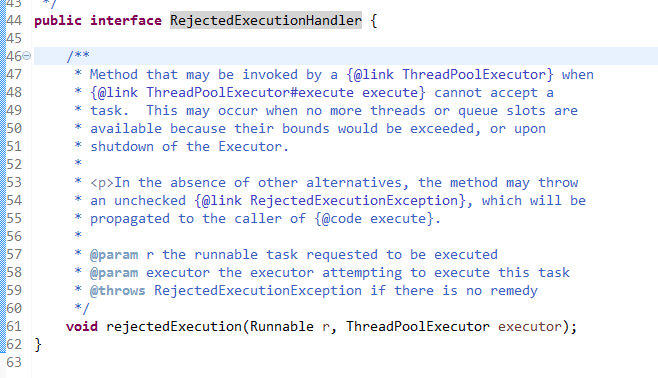 43 */
44 public interface RejectedExecutionHandler {
45
46 /**
47 * Method that may be invoked by a {@link ThreadPoolExecutor} when
48 * {@link ThreadPoolExecutor#execute execute} cannot accept a
49 * task.  This may occur when no more threads or queue slots are
50 * available because their bounds would be exceeded, or upon
51 * shutdown of the Executor.
52 *
53 * <p>In the absence of other alternatives, the method may throw
54 * an unchecked {@link RejectedExecutionException}, which will be
55 * propagated to the caller of {@code execute}.
56 *
57 * @param r the runnable task requested to be executed
58 * @param executor the executor attempting to execute this task
59 * @throws RejectedExecutionException if there is no remedy
60 */
61 void rejectedExecution(Runnable r, ThreadPoolExecutor executor);
62 }
63